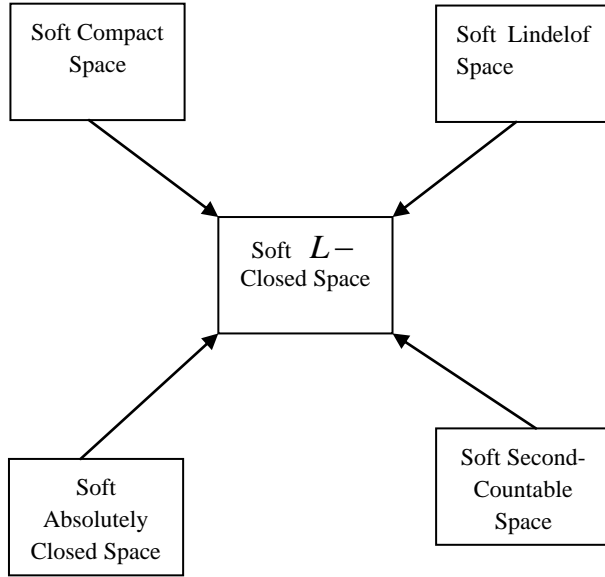 Soft Compact
Space
Soft Lindelof
Space
Soft L−
Closed Space
Soft
Absolutely
Closed Space
Soft Second-
Countable
Space